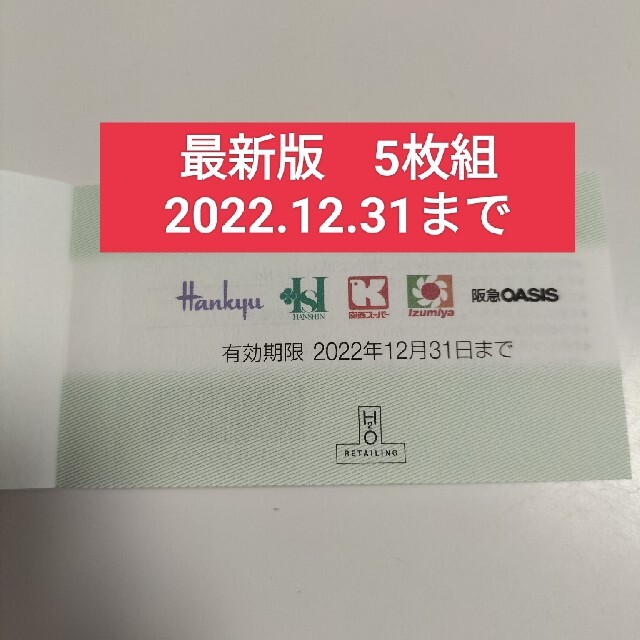 最新版　5枚組
2022.12.31まで
Hankyu HS HANSHIN K 関西スーパー Izumiya 阪急OASIS
有効期限 2022年12月31日まで
H2O
RETAILING